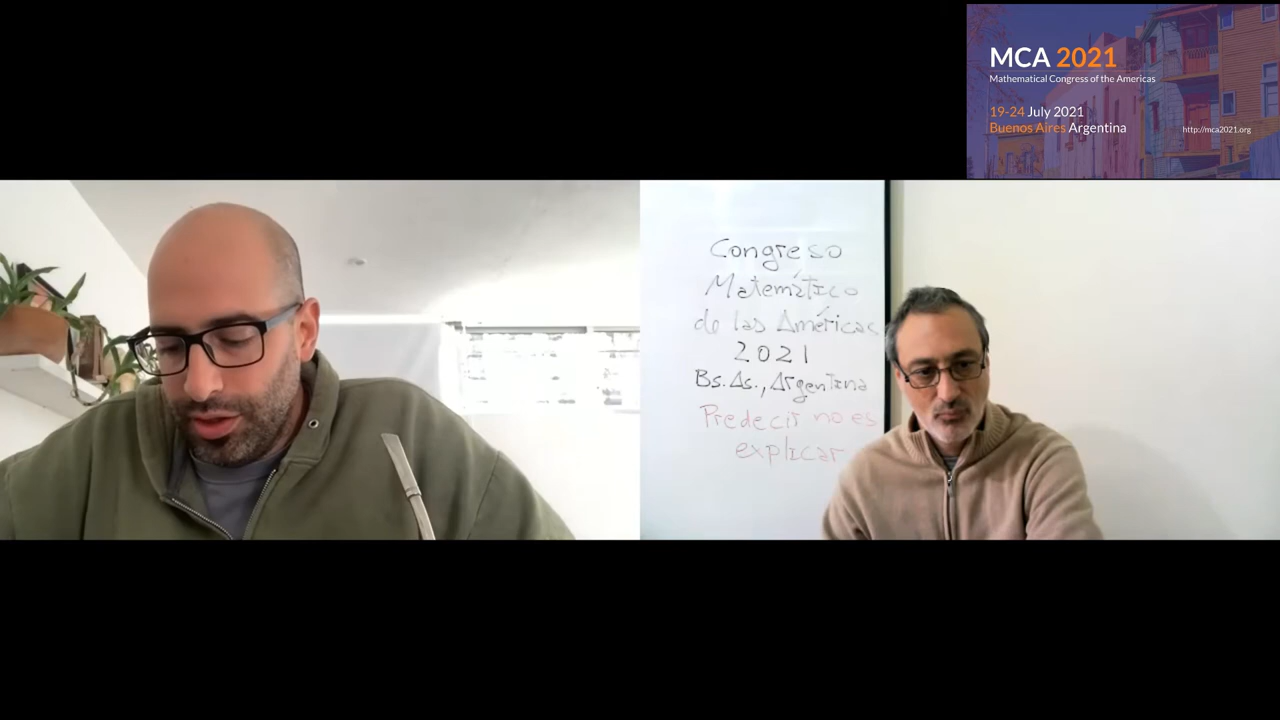 MCA 2021
Mathematical Congress of the Americas
19-24 July 2021
Buenos Aires Argentina
http://mca2021.org
Congreso
Matemático
de las Américas
2021
Bs. As., Argentina
Predecir no es
explicar